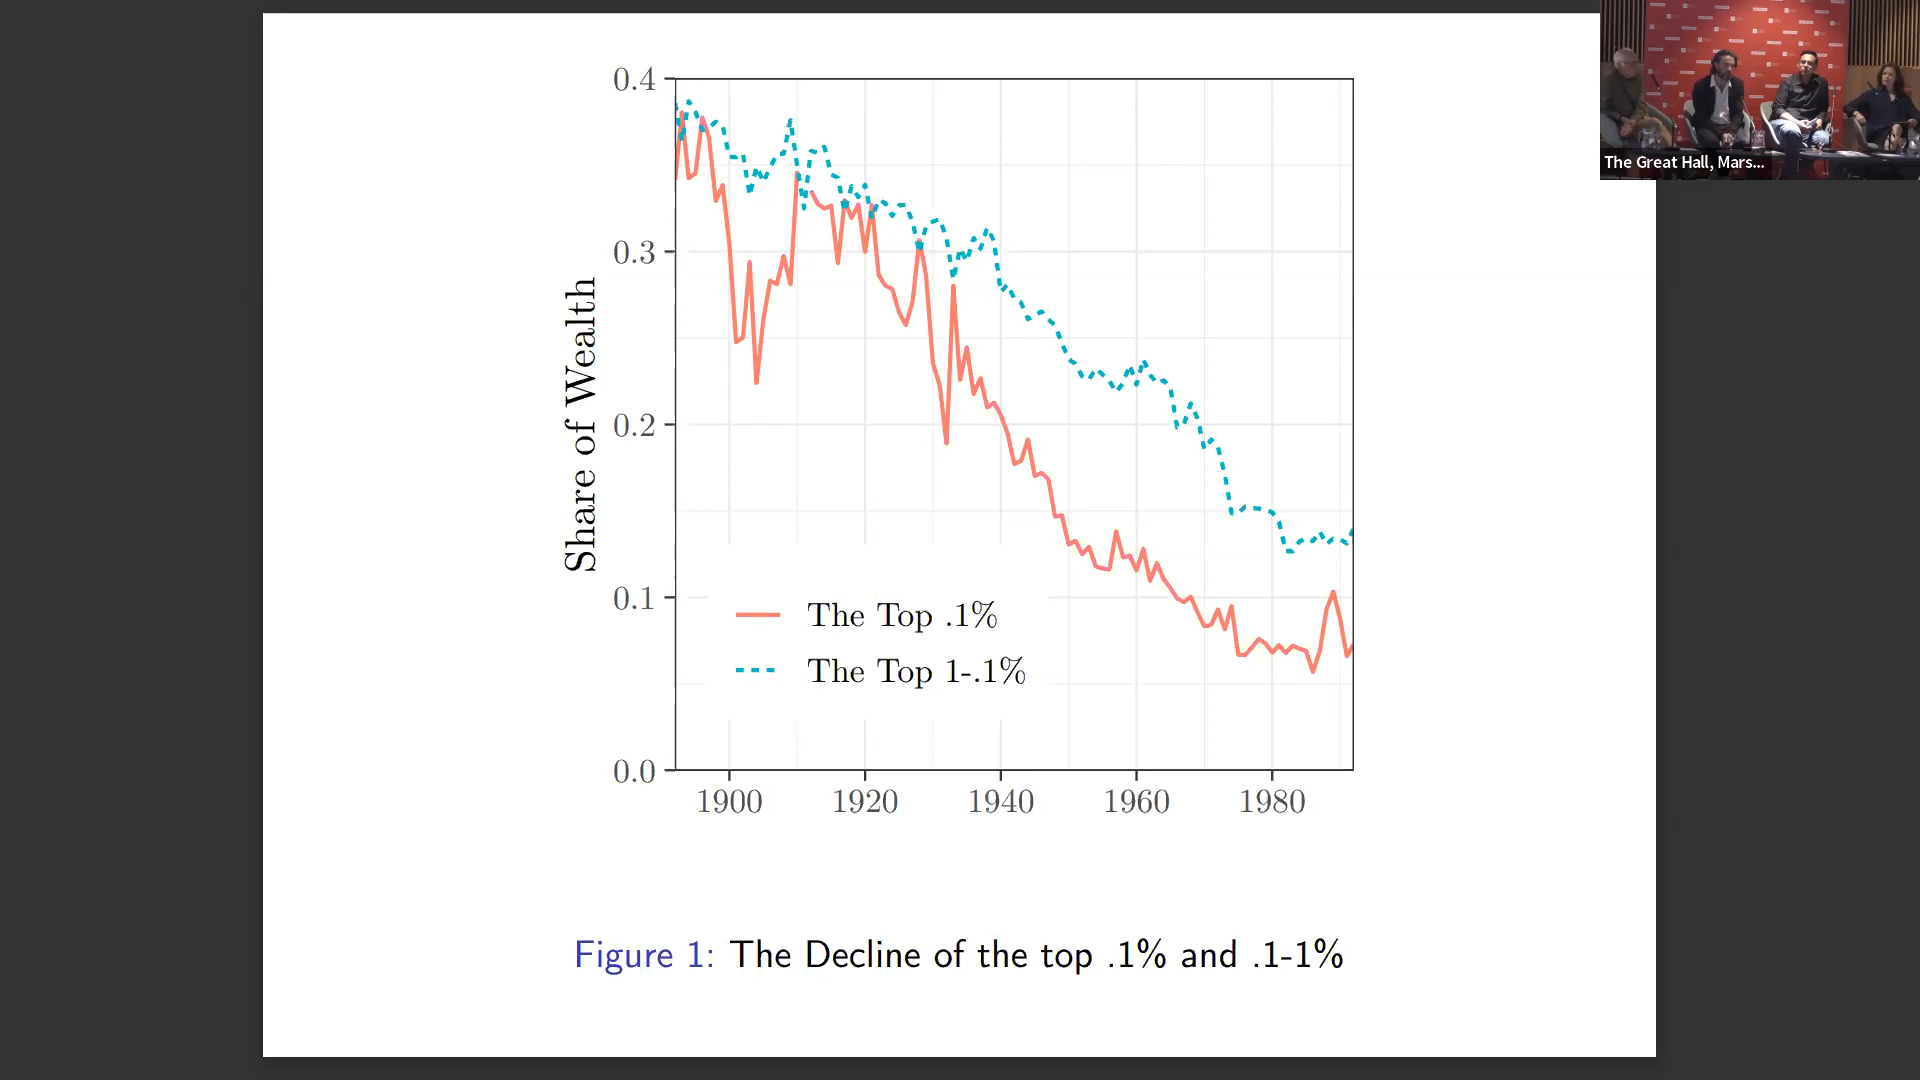 The Great Hall, Mars...
0.4
0.3
0.2
0.1
0.0
Share of Wealth
The Top .1%
The Top 1-.1%
1900 1920 1940 1960 1980
Figure 1: The Decline of the top .1% and .1-1%